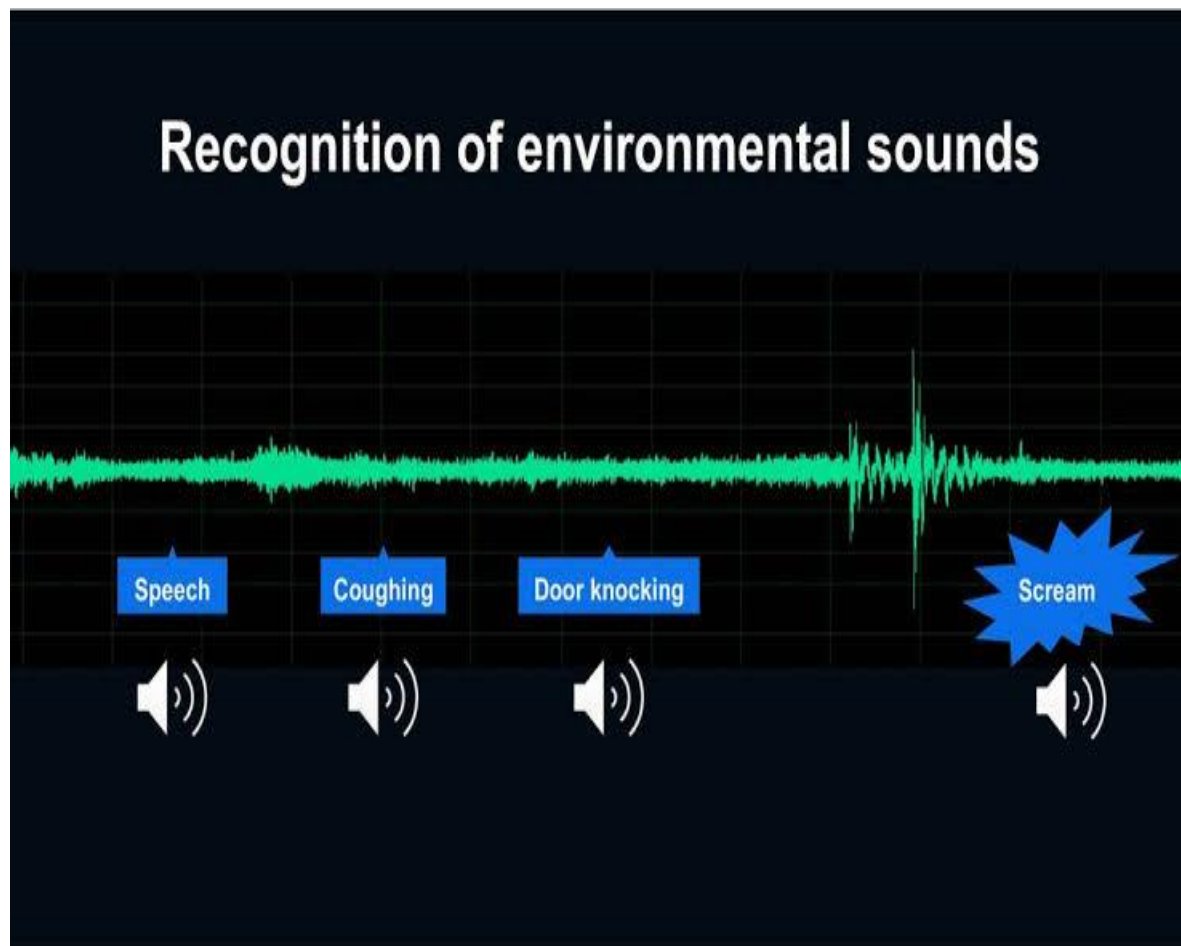 Recognition of environmental sounds
Speech
Coughing
Door knocking
Scream